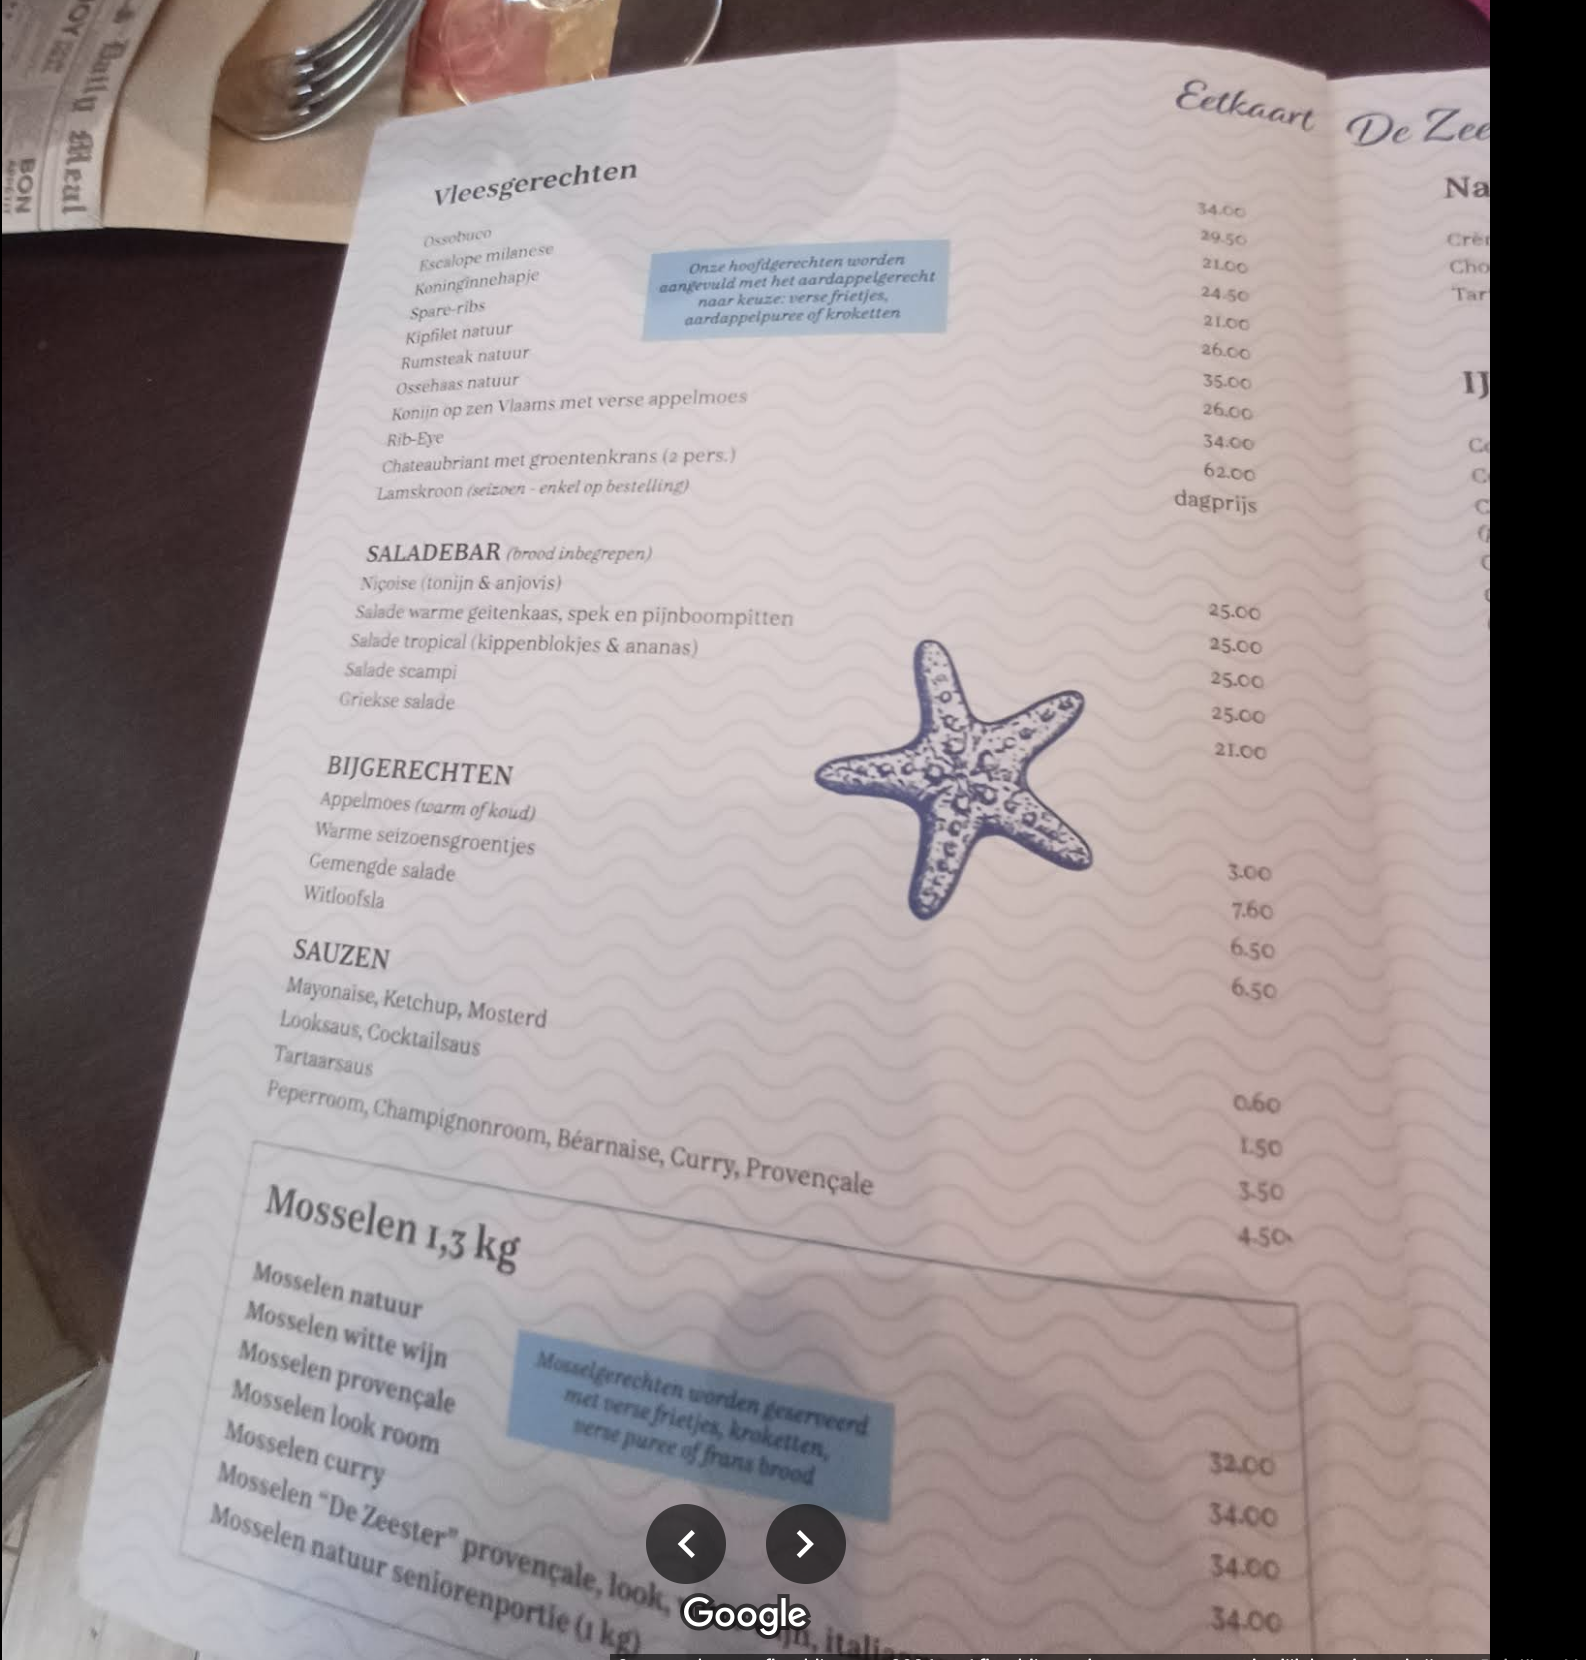 Daily Meal
BON
Eetkaart
De Zee
Vleesgerechten
Ossobuco 34.00
Escalope milanese 29.50
Koninginnehapje 21.00
Spare-ribs 24.50
Kipfilet natuur 21.00
Rumsteak natuur 26.00
Ossehaas natuur 35.00
Konijn op zen Vlaams met verse appelmoes 26.00
Rib-Eye 34.00
Chateaubriant met groentenkrans (2 pers.) 62.00
Lamskroon (seizoen - enkel op bestelling) dagprijs
Onze hoofdgerechten worden
aangevuld met het aardappelgerecht
naar keuze: verse frietjes,
aardappelpuree of kroketten
SALADEBAR (brood inbegrepen)
Niçoise (tonijn & anjovis) 25.00
Salade warme geitenkaas, spek en pijnboompitten 25.00
Salade tropical (kippenblokjes & ananas) 25.00
Salade scampi 25.00
Griekse salade 21.00
BIJGERECHTEN
Appelmoes (warm of koud) 3.00
Warme seizoensgroentjes 7.60
Gemengde salade 6.50
Witloofsla 6.50
SAUZEN
Mayonaise, Ketchup, Mosterd 0.60
Looksaus, Cocktailsaus 1.50
Tartaarsaus 3.50
Peperroom, Champignonroom, Béarnaise, Curry, Provençale 4.50
Mosselen 1,3 kg
Mosselen natuur 32.00
Mosselen witte wijn 34.00
Mosselen provençale 34.00
Mosselen look room 34.00
Mosselen curry
Mosselen "De Zeester" provençale, look,
Mosselen natuur seniorenportie (1 kg)
Mosselgerechten worden geserveerd
met verse frietjes, kroketten,
verse puree of frans brood
Na
Crè
Cho
Tar
IJ
Google